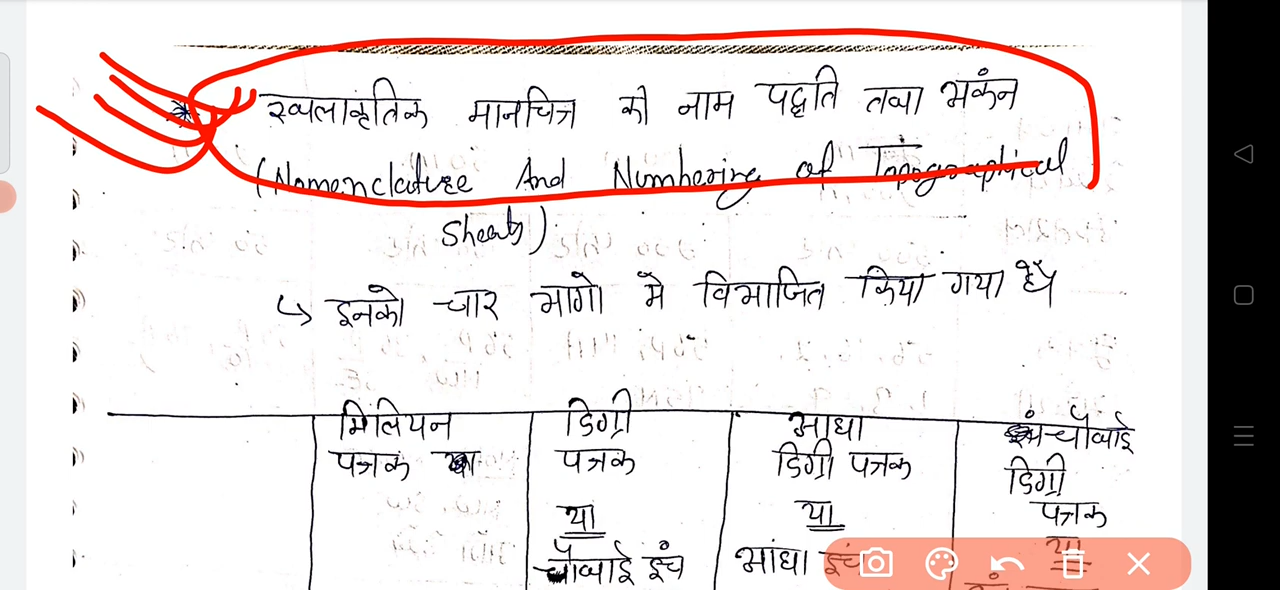 स्थलाकृतिक मानचित्र की नाम पद्धति तथा अंकन
(Nomenclature And Numbering of Topographical
Sheets)
↳ इनको चार भागो मे विभाजित किया गया है
मिलियन पत्रक या
डिग्री पत्रक या चौथाई इंच
आधा डिग्री पत्रक या आधा इंच
चौथाई डिग्री पत्रक या